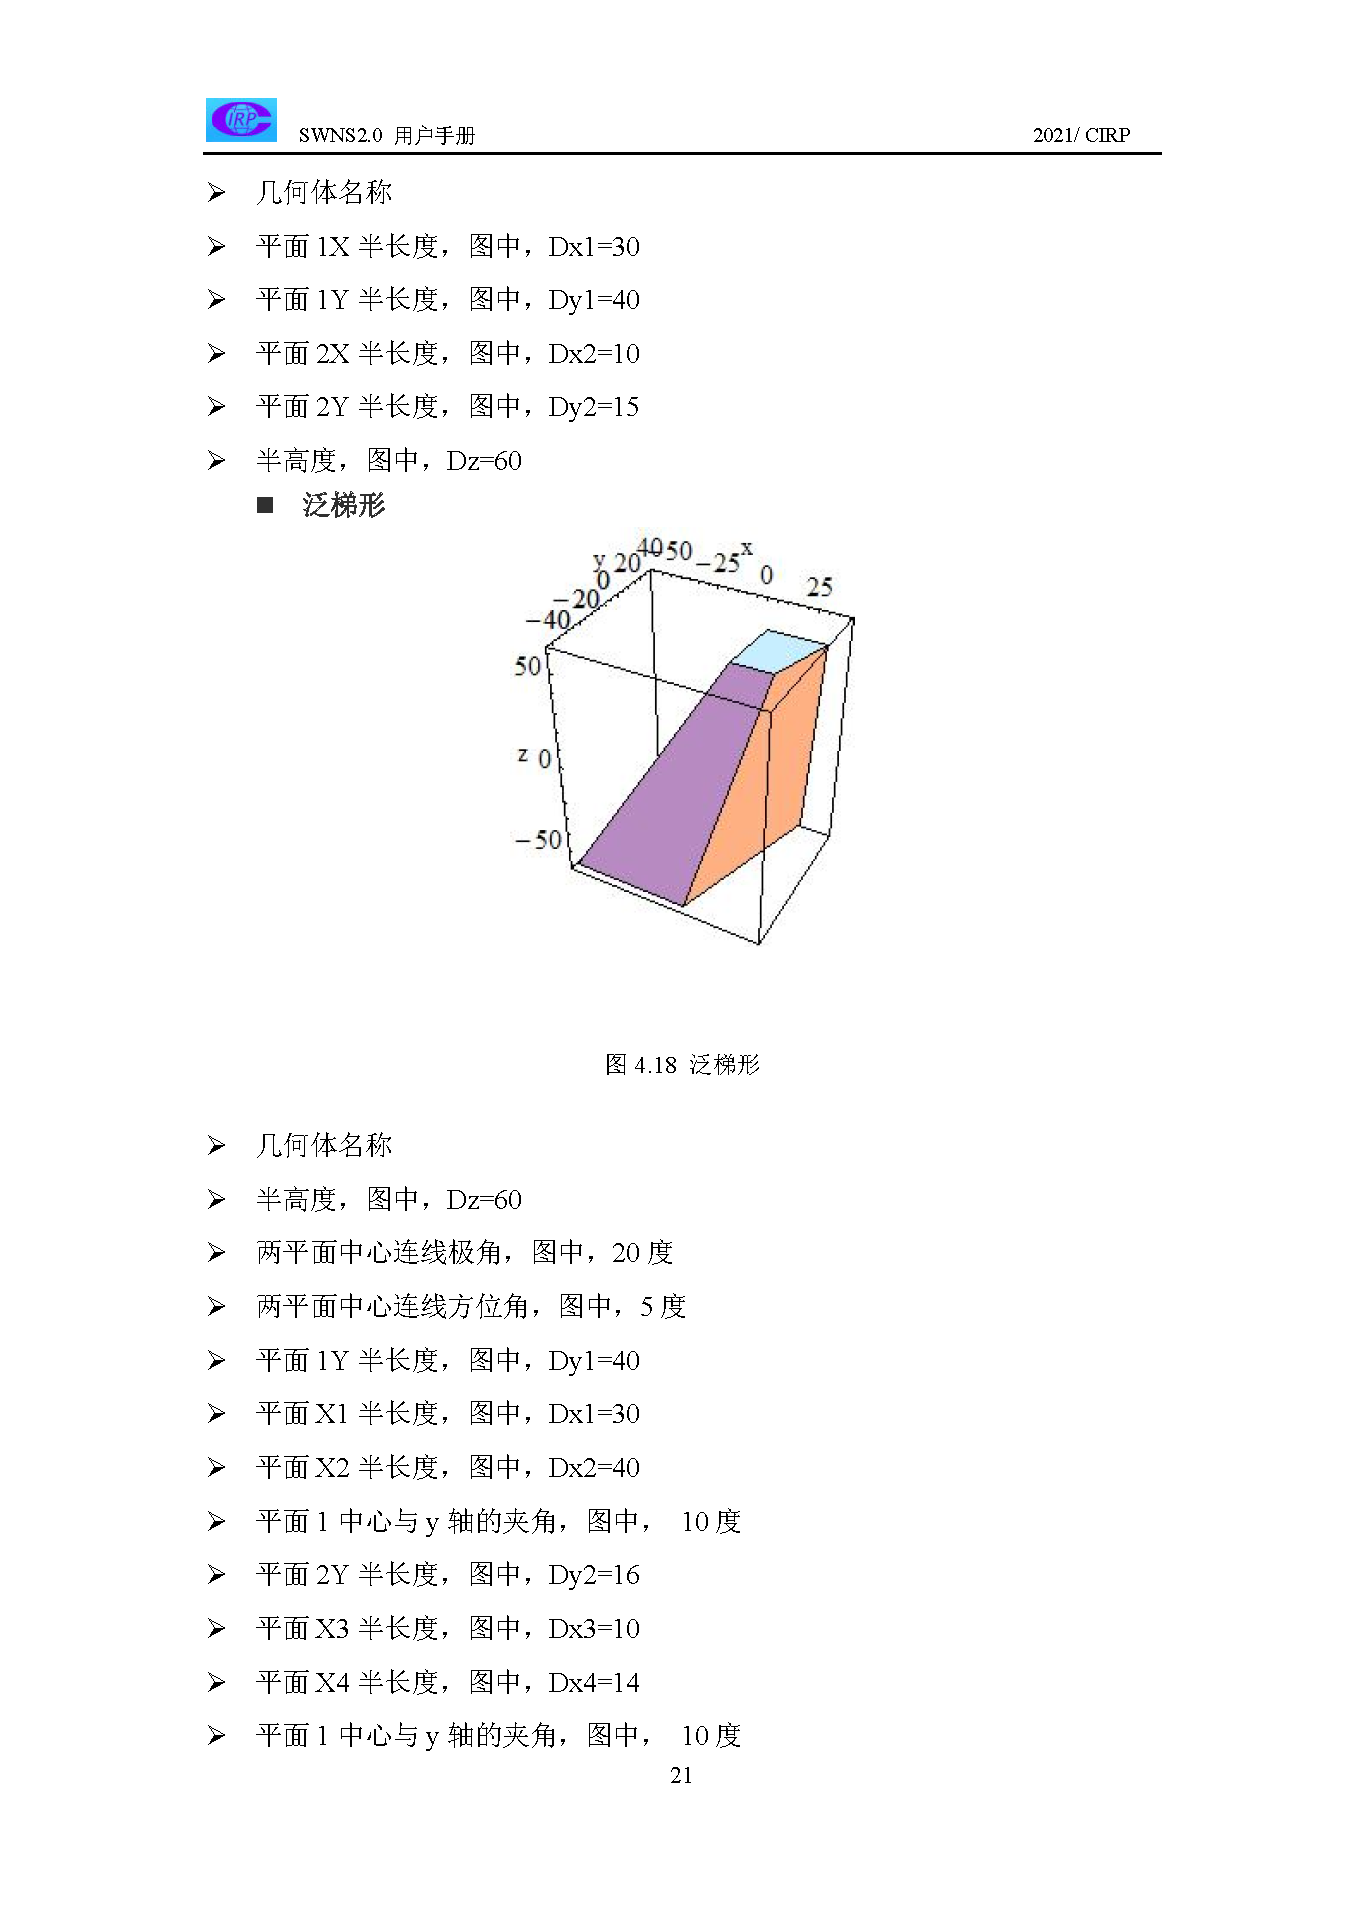 IRP
SWNS2.0 用户手册 2021/ CIRP
➢ 几何体名称
➢ 平面 1X 半长度，图中，Dx1=30
➢ 平面 1Y 半长度，图中，Dy1=40
➢ 平面 2X 半长度，图中，Dx2=10
➢ 平面 2Y 半长度，图中，Dy2=15
➢ 半高度，图中，Dz=60
■ 泛梯形
y 20 40 50 -25 x
0 0 25
-20
-40
50
z 0
-50
图 4.18 泛梯形
➢ 几何体名称
➢ 半高度，图中，Dz=60
➢ 两平面中心连线极角，图中，20 度
➢ 两平面中心连线方位角，图中，5 度
➢ 平面 1Y 半长度，图中，Dy1=40
➢ 平面 X1 半长度，图中，Dx1=30
➢ 平面 X2 半长度，图中，Dx2=40
➢ 平面 1 中心与 y 轴的夹角，图中， 10 度
➢ 平面 2Y 半长度，图中，Dy2=16
➢ 平面 X3 半长度，图中，Dx3=10
➢ 平面 X4 半长度，图中，Dx4=14
➢ 平面 1 中心与 y 轴的夹角，图中， 10 度
21